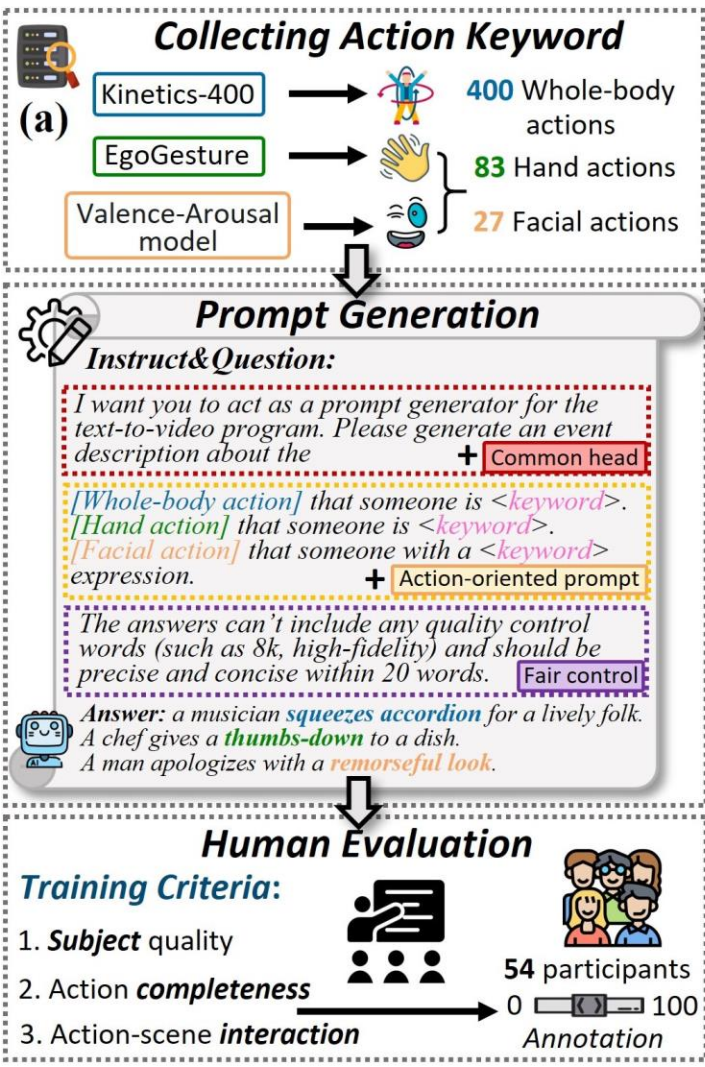 Collecting Action Keyword
(a)
Kinetics-400
400 Whole-body
actions
EgoGesture
83 Hand actions
Valence-Arousal
model
27 Facial actions
Prompt Generation
Instruct&Question:
I want you to act as a prompt generator for the
text-to-video program. Please generate an event
description about the
+ Common head
[Whole-body action] that someone is <keyword>.
[Hand action] that someone is <keyword>.
[Facial action] that someone with a <keyword>
expression.
+ Action-oriented prompt
The answers can't include any quality control
words (such as 8k, high-fidelity) and should be
precise and concise within 20 words.
Fair control
Answer: a musician squeezes accordion for a lively folk.
A chef gives a thumbs-down to a dish.
A man apologizes with a remorseful look.
AI
Human Evaluation
Training Criteria:
1. Subject quality
2. Action completeness
3. Action-scene interaction
54 participants
0 100
Annotation